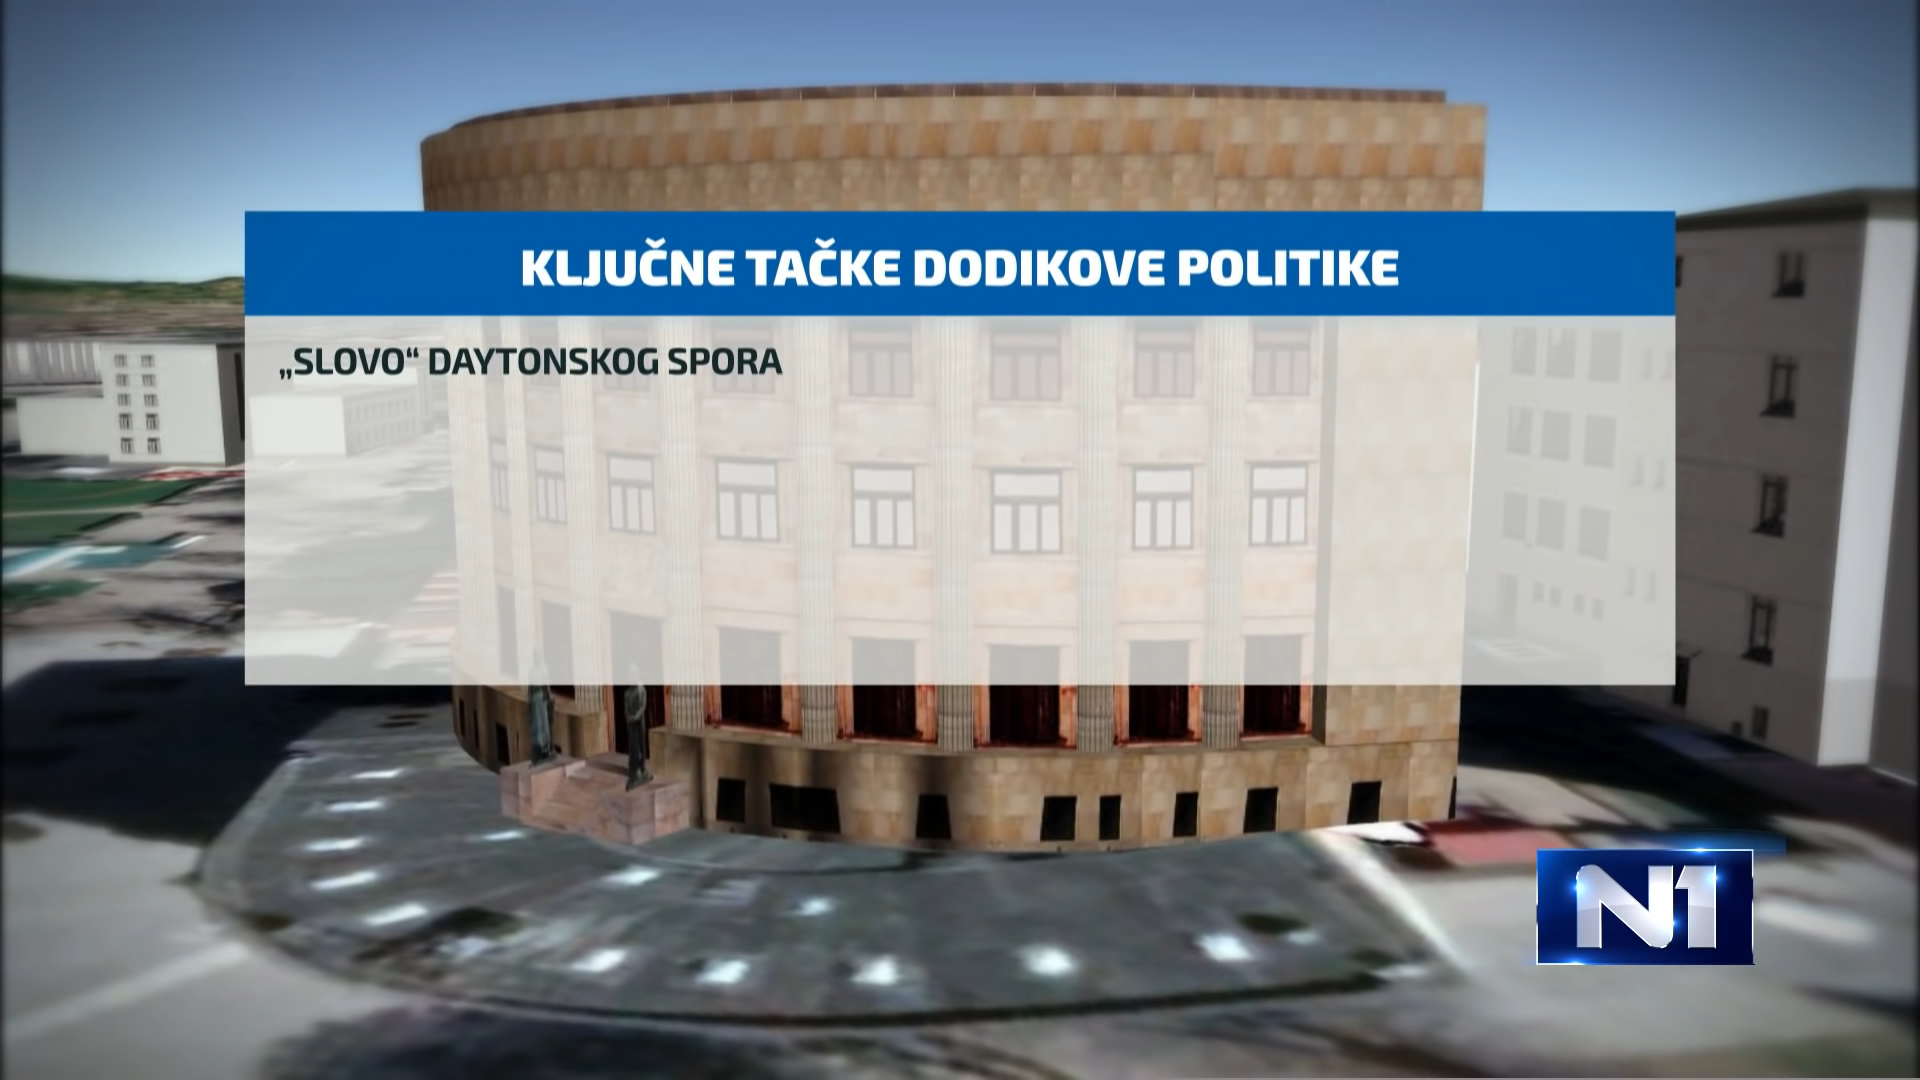 KLJUČNE TAČKE DODIKOVE POLITIKE
„SLOVO“ DAYTONSKOG SPORA
N1